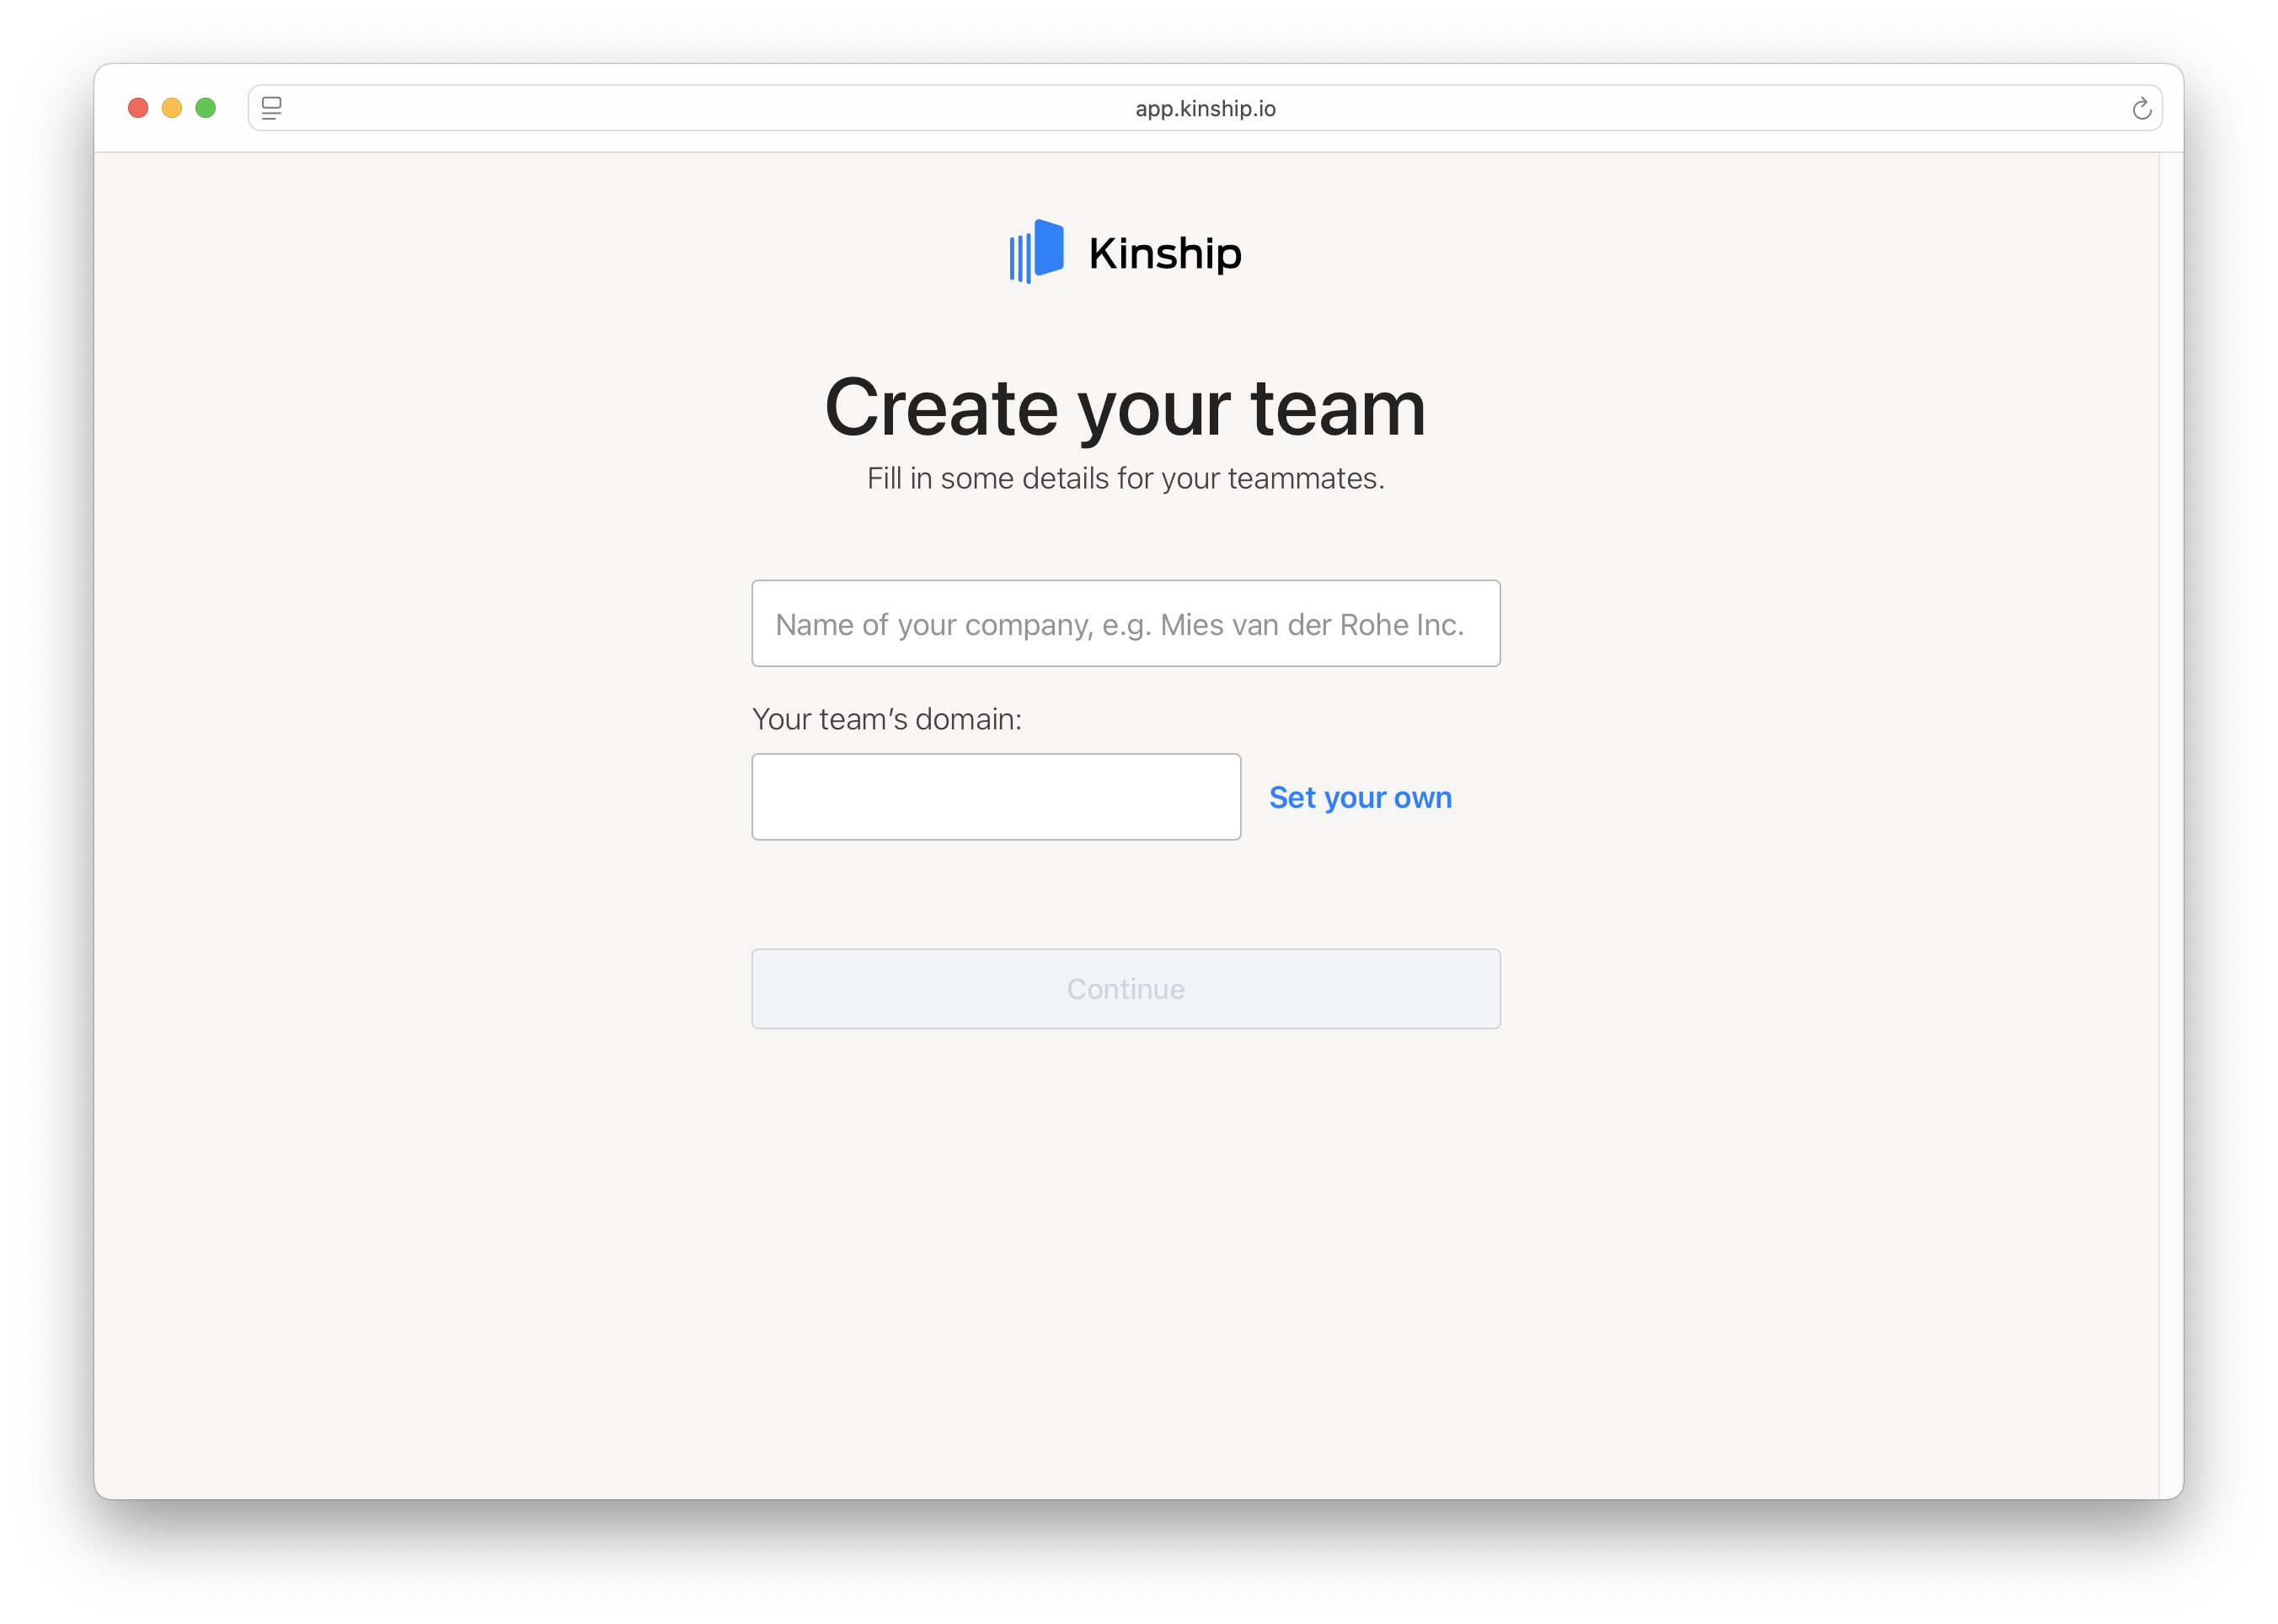 app.kinship.io
Kinship
Create your team
Fill in some details for your teammates.
Name of your company, e.g. Mies van der Rohe Inc.
Your team’s domain:
Set your own
Continue